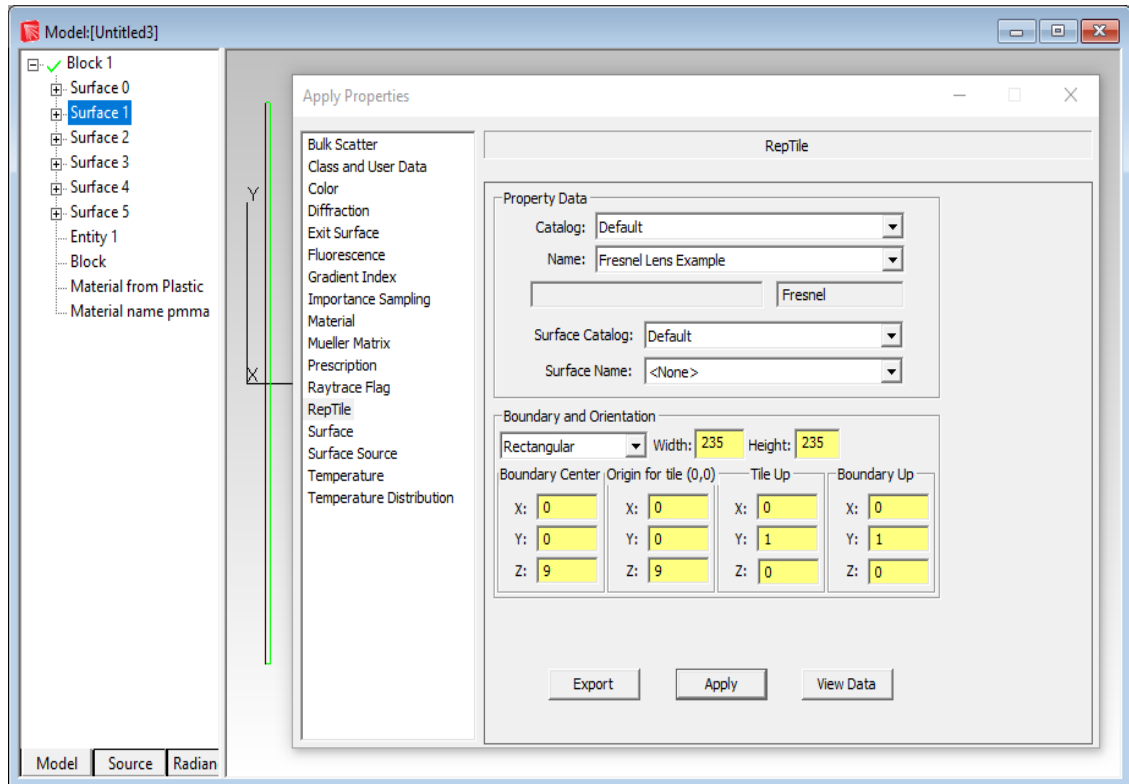 Model:[Untitled3]
Block 1
Surface 0
Surface 1
Surface 2
Surface 3
Surface 4
Surface 5
Entity 1
Block
Material from Plastic
Material name pmma
Model Source Radian
Y
X
Apply Properties
Bulk Scatter
Class and User Data
Color
Diffraction
Exit Surface
Fluorescence
Gradient Index
Importance Sampling
Material
Mueller Matrix
Prescription
Raytrace Flag
RepTile
Surface
Surface Source
Temperature
Temperature Distribution
RepTile
Property Data
Catalog: Default
Name: Fresnel Lens Example
Fresnel
Surface Catalog: Default
Surface Name: <None>
Boundary and Orientation
Rectangular Width: 235 Height: 235
Boundary Center Origin for tile (0,0) Tile Up Boundary Up
X: 0 X: 0 X: 0 X: 0
Y: 0 Y: 0 Y: 1 Y: 1
Z: 9 Z: 9 Z: 0 Z: 0
Export Apply View Data